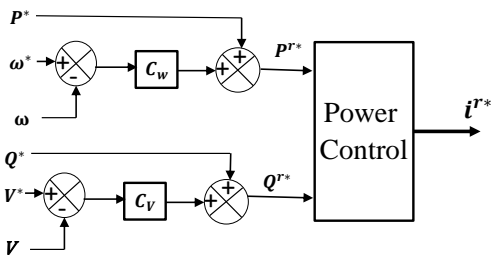 P*
ω*
+
-
C_w
+
+
P^{r*}
ω
Power
Control
i^{r*}
Q*
V*
+
-
C_V
+
+
Q^{r*}
V